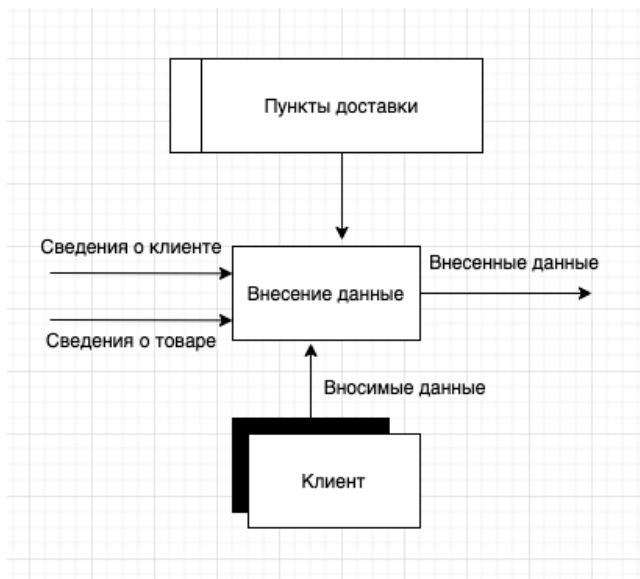 Пункты доставки
Сведения о клиенте
Внесенные данные
Внесение данные
Сведения о товаре
Вносимые данные
Клиент